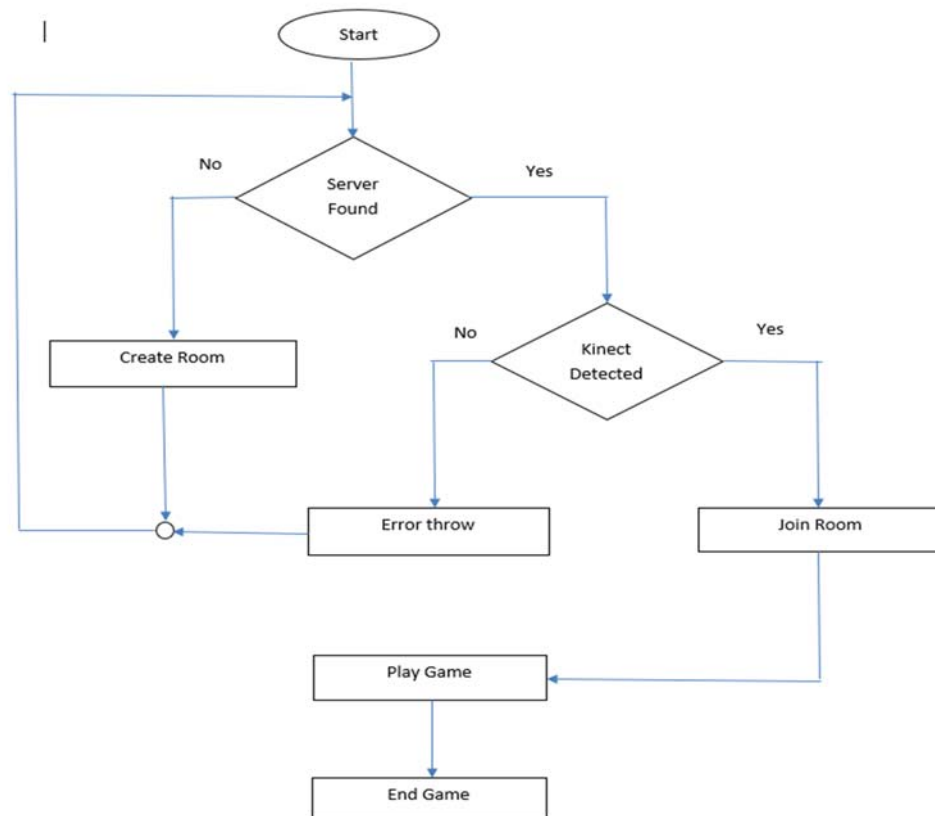 Start
No
Yes
Server
Found
No
Yes
Create Room
Kinect
Detected
Error throw
Join Room
Play Game
End Game